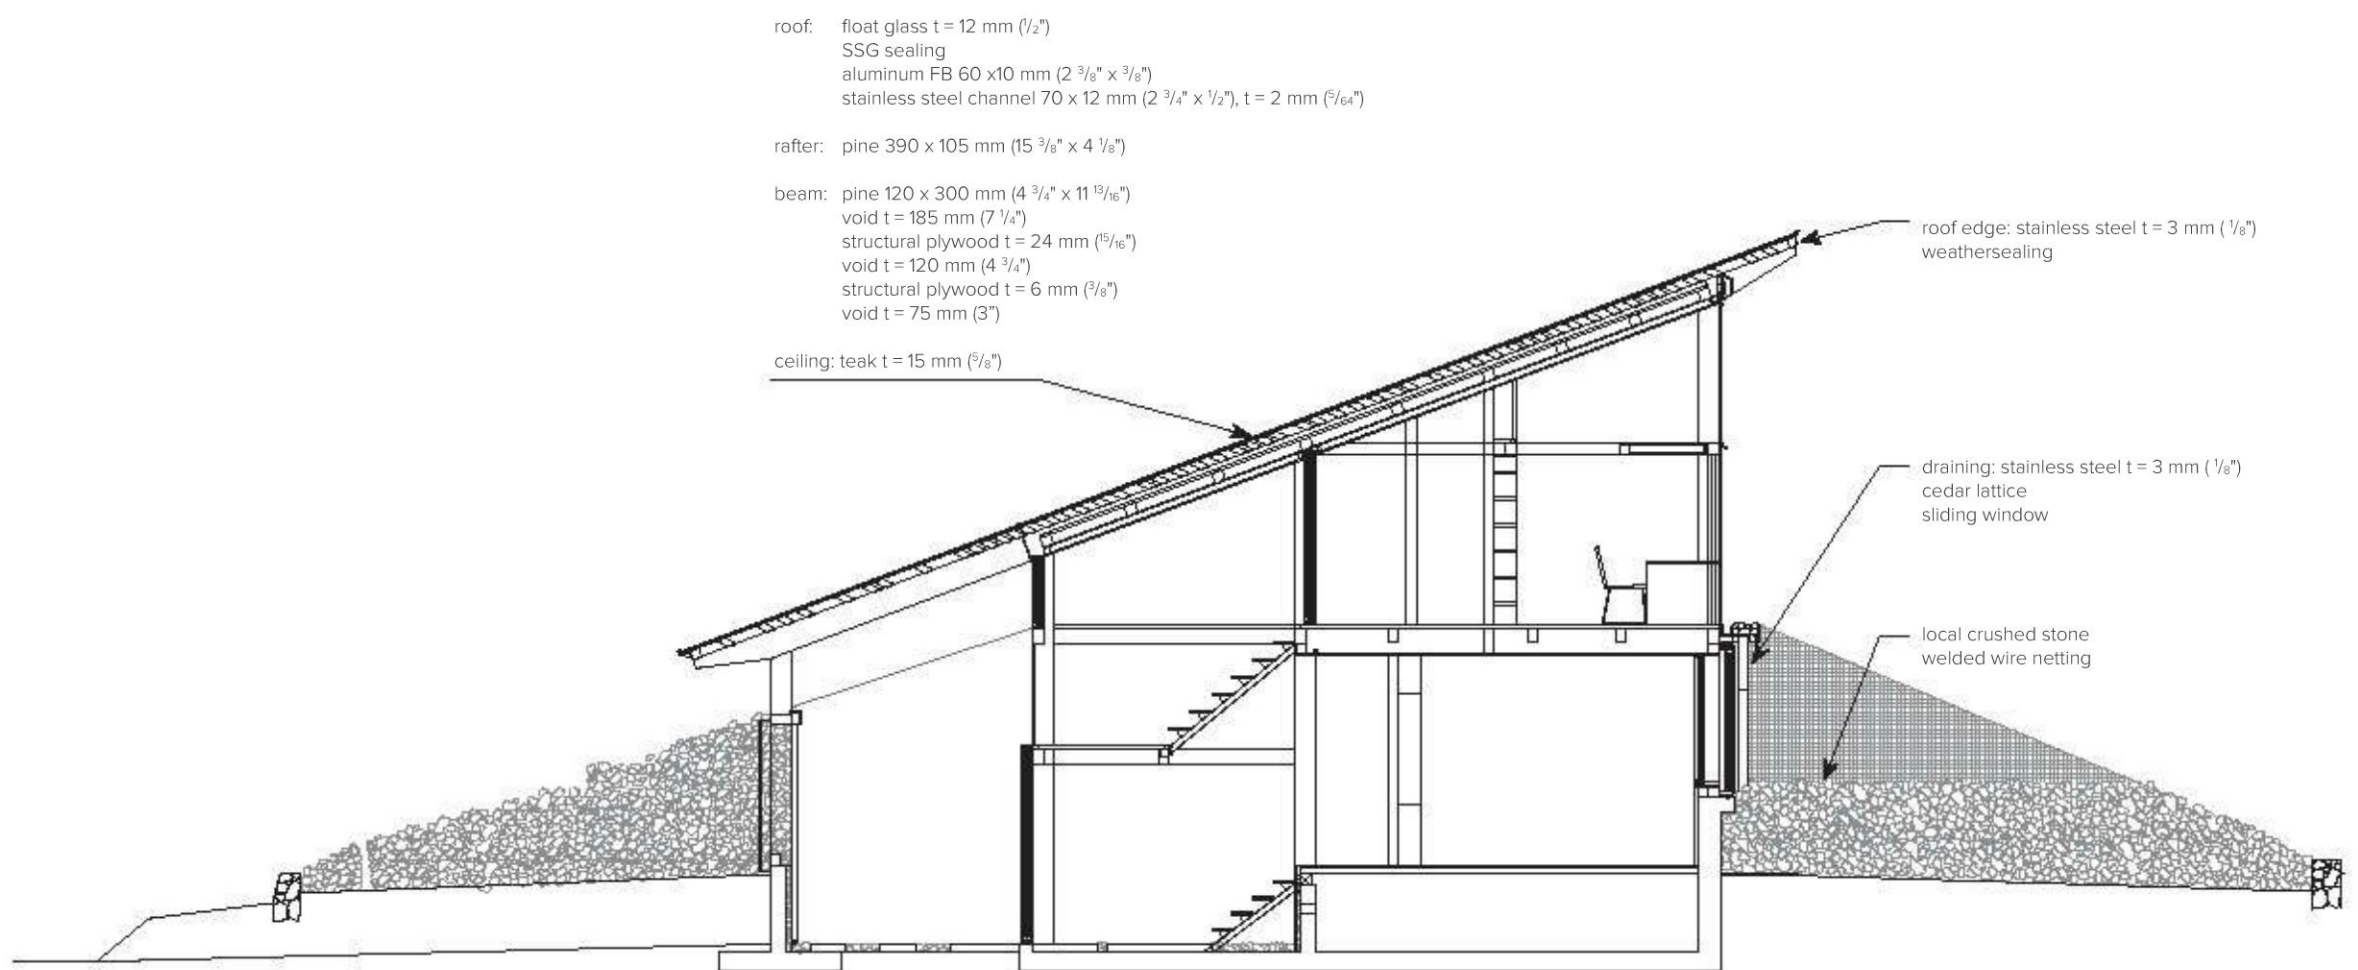 roof: float glass t = 12 mm (1/2")
SSG sealing
aluminum FB 60 x10 mm (2 3/8" x 3/8")
stainless steel channel 70 x 12 mm (2 3/4" x 1/2"), t = 2 mm (5/64")
rafter: pine 390 x 105 mm (15 3/8" x 4 1/8")
beam: pine 120 x 300 mm (4 3/4" x 11 13/16")
void t = 185 mm (7 1/4")
structural plywood t = 24 mm (15/16")
void t = 120 mm (4 3/4")
structural plywood t = 6 mm (3/8")
void t = 75 mm (3")
ceiling: teak t = 15 mm (5/8")
roof edge: stainless steel t = 3 mm ( 1/8")
weathersealing
draining: stainless steel t = 3 mm ( 1/8")
cedar lattice
sliding window
local crushed stone
welded wire netting